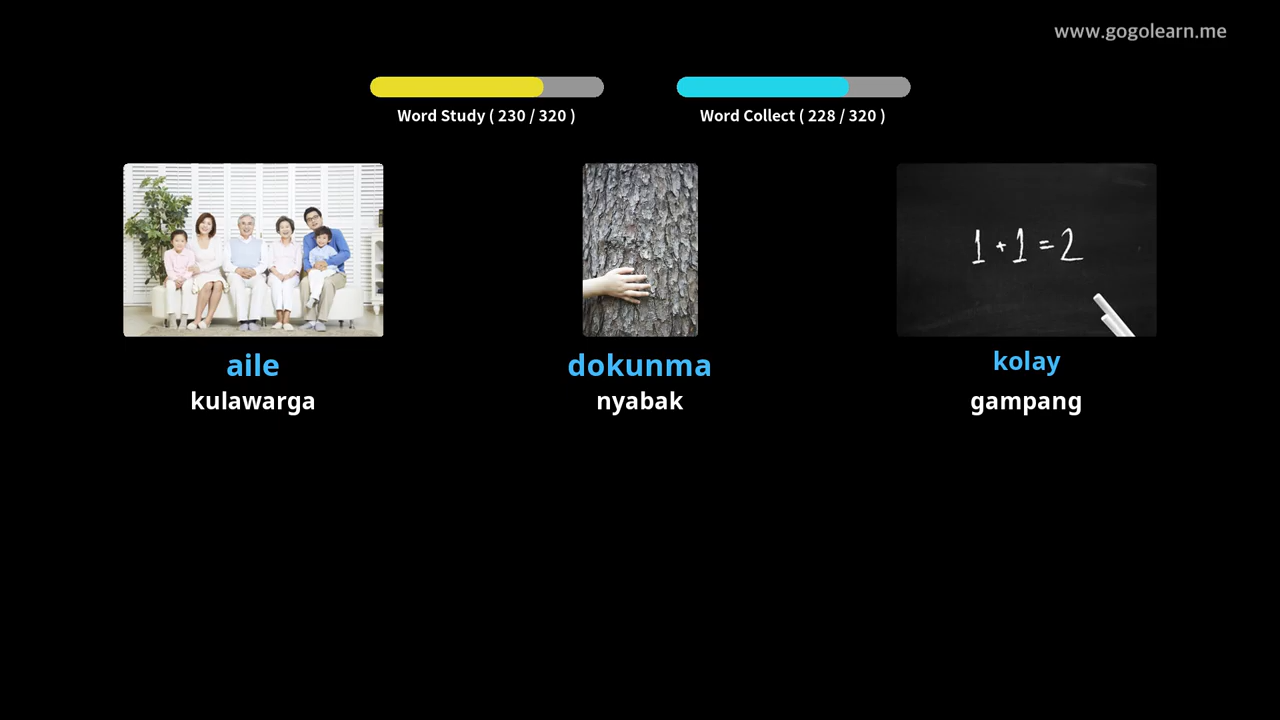 www.gogolearn.me
Word Study ( 230 / 320 )
Word Collect ( 228 / 320 )
1 + 1 = 2
aile
kulawarga
dokunma
nyabak
kolay
gampang